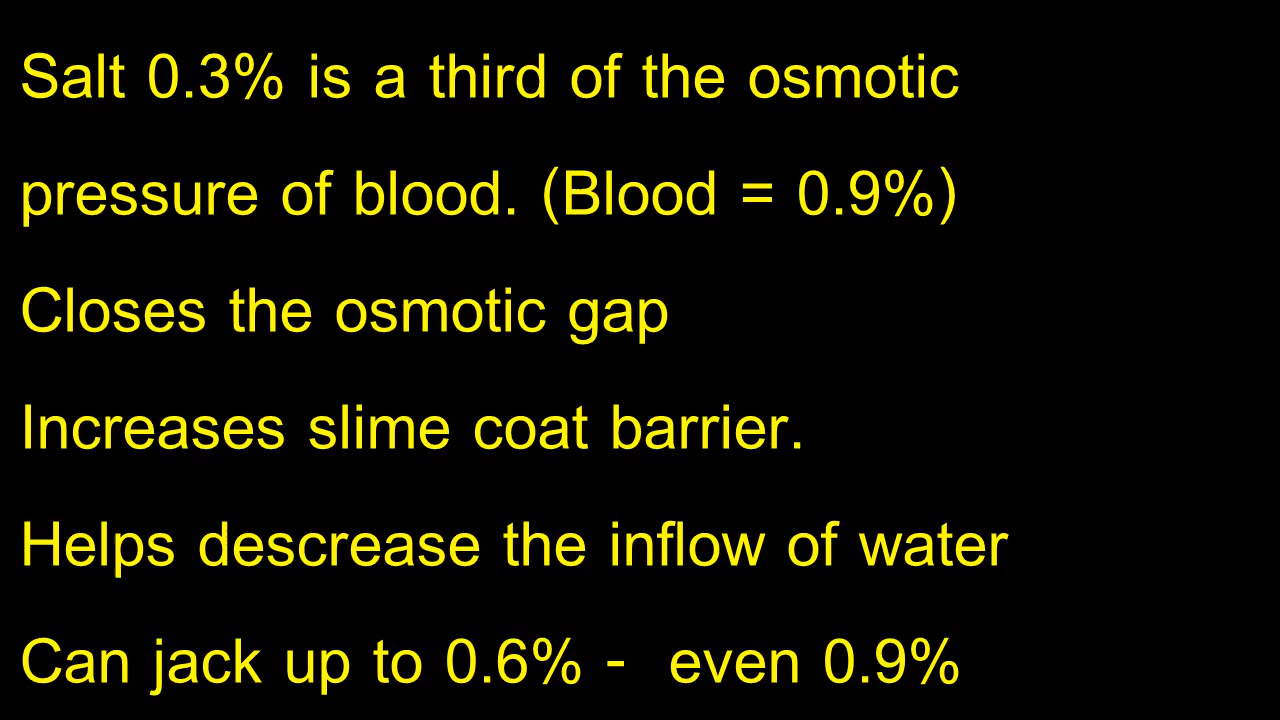 Salt 0.3% is a third of the osmotic
pressure of blood. (Blood = 0.9%)
Closes the osmotic gap
Increases slime coat barrier.
Helps descrease the inflow of water
Can jack up to 0.6% -  even 0.9%